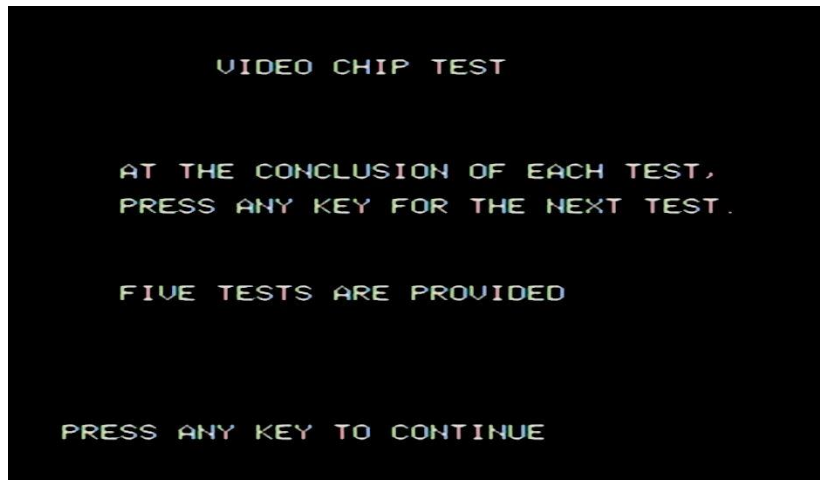 VIDEO CHIP TEST
AT THE CONCLUSION OF EACH TEST,
PRESS ANY KEY FOR THE NEXT TEST.
FIVE TESTS ARE PROVIDED
PRESS ANY KEY TO CONTINUE